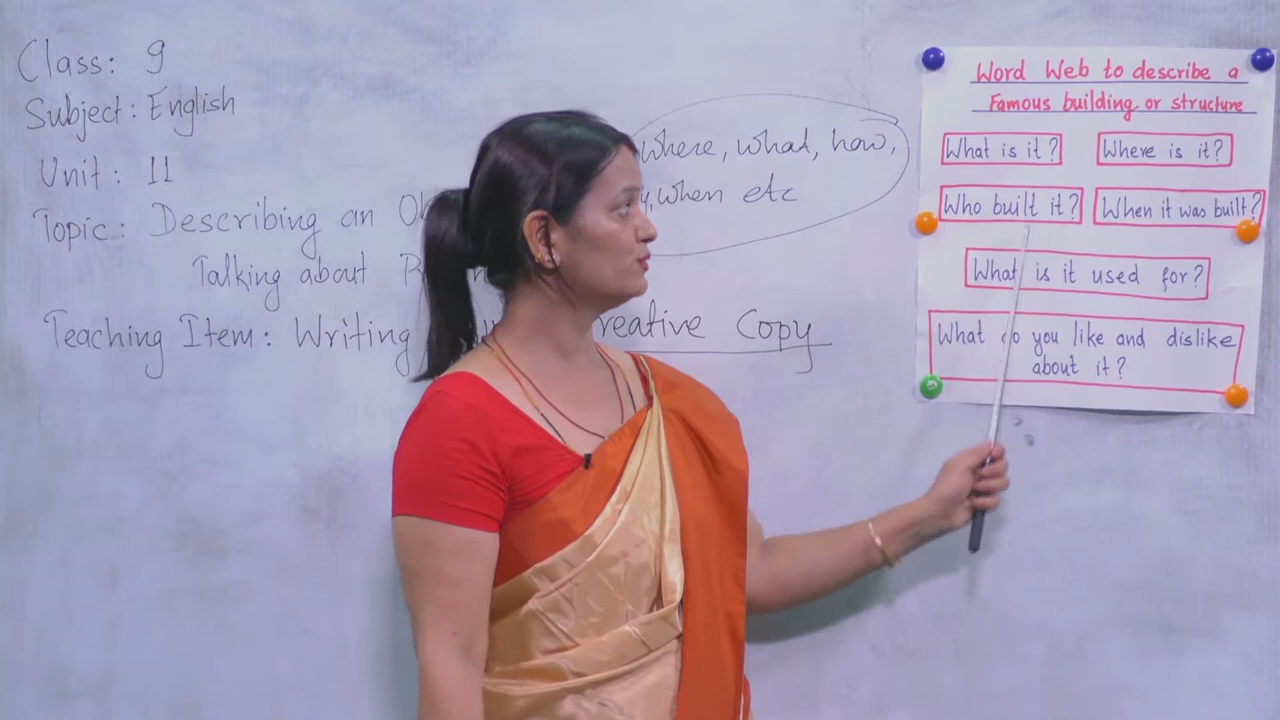 Class: 9
Subject: English
Unit: 11
Topic: Describing an
Talking about
Teaching Item: Writing Creative Copy
Where, what, how,
when etc
Word Web to describe a
Famous building or structure
What is it?
Where is it?
Who built it?
When it was built?
What is it used for?
What do you like and dislike
about it?